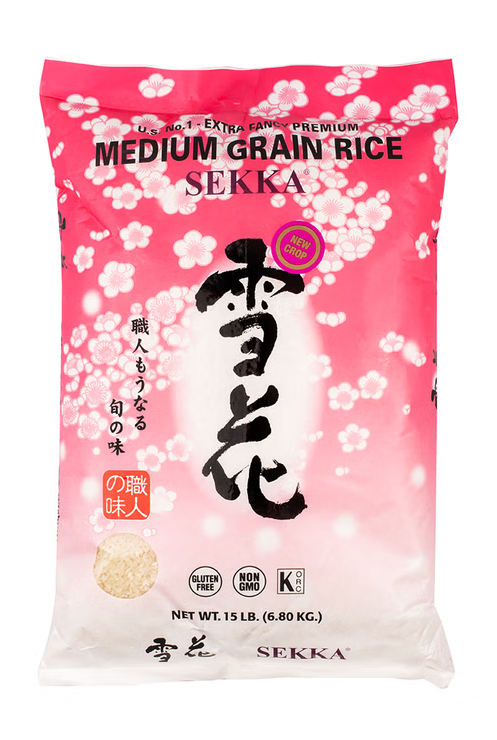 U.S. No.1 - EXTRA FANCY PREMIUM
MEDIUM GRAIN RICE
SEKKA®
NEW
CROP
雪花
職人もうなる
旬の味
職人
の味
GLUTEN
FREE
NON
GMO
K
ORC
NET WT. 15 LB. (6.80 KG.)
雪花 SEKKA®